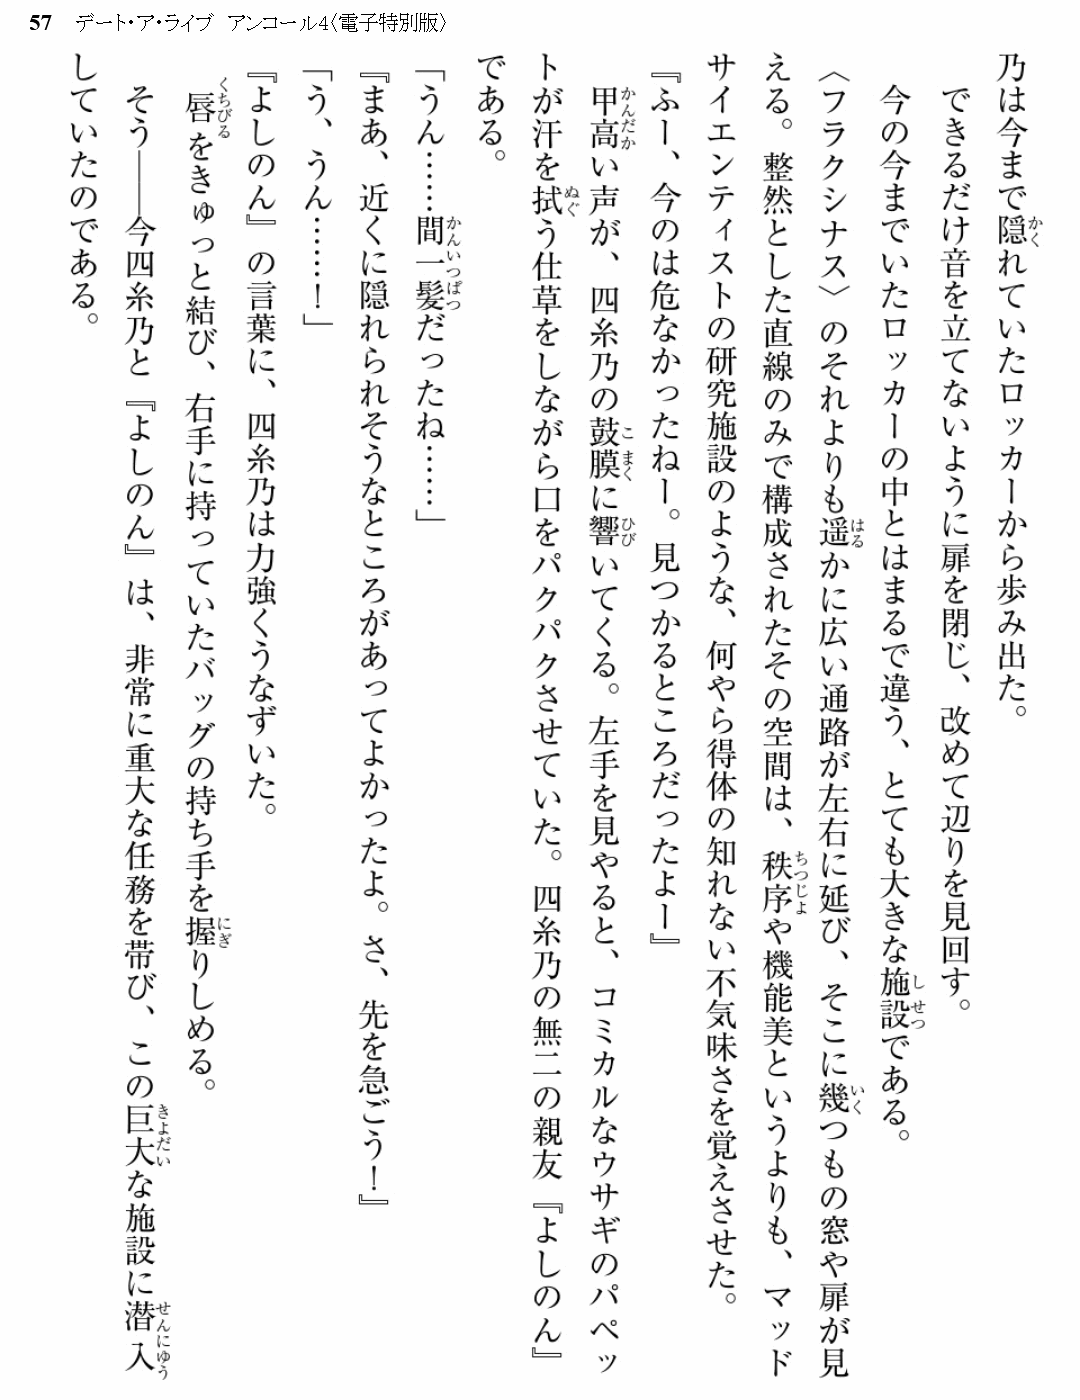 57 デート・ア・ライブ アンコール4〈電子特別版〉
乃は今まで隠れていたロッカーから歩み出た。
できるだけ音を立てないように扉を閉じ、改めて辺りを見回す。
今の今までいたロッカーの中とはまるで違う、とても大きな施設である。
〈フラクシナス〉のそれよりも遥かに広い通路が左右に延び、そこに幾つもの窓や扉が見
える。整然とした直線のみで構成されたその空間は、秩序や機能美というよりも、マッド
サイエンティストの研究施設のような、何やら得体の知れない不気味さを覚えさせた。
『ふー、今のは危なかったねー。見つかるところだったよー』
甲高い声が、四糸乃の鼓膜に響いてくる。左手を見やると、コミカルなウサギのパペッ
トが汗を拭う仕草をしながら口をパクパクさせていた。四糸乃の無二の親友『よしのん』
である。
「うん……間一髪だったね……」
『まあ、近くに隠れられそうなところがあってよかったよ。さ、先を急ごう！』
「う、うん……！」
『よしのん』の言葉に、四糸乃は力強くうなずいた。
唇をきゅっと結び、右手に持っていたバッグの持ち手を握りしめる。
そう――今四糸乃と『よしのん』は、非常に重大な任務を帯び、この巨大な施設に潜入
していたのである。